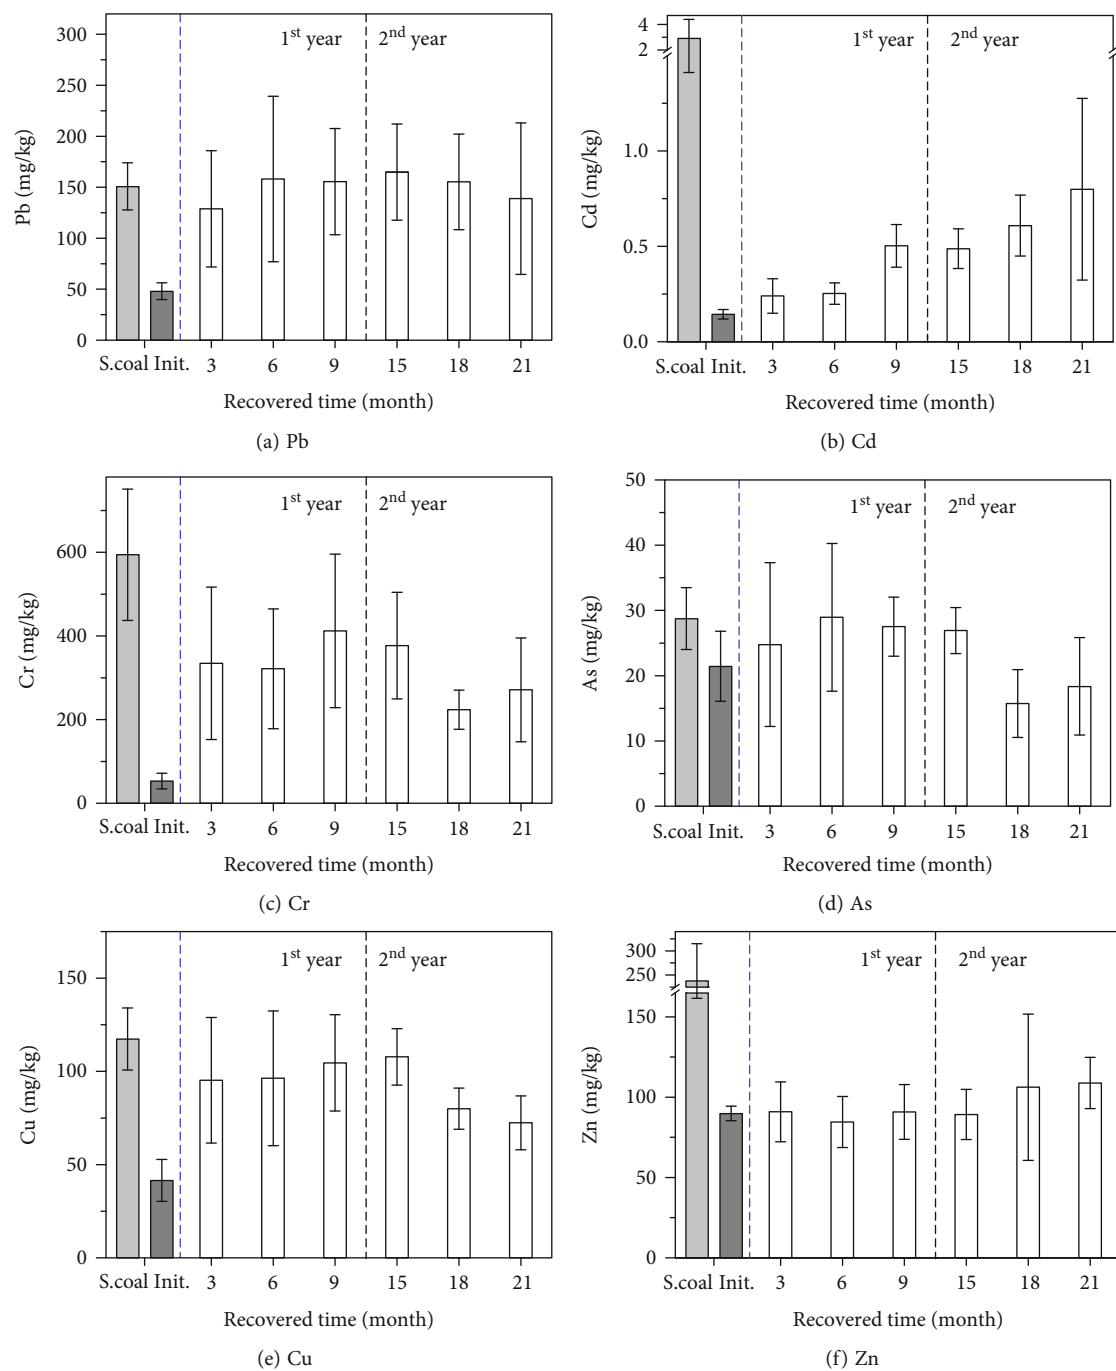 300
250
200
150
100
50
0
Pb (mg/kg)
1st year
2nd year
S.coal Init. 3 6 9 15 18 21
Recovered time (month)
(a) Pb
4
2
1.0
0.5
0.0
Cd (mg/kg)
1st year
2nd year
S.coal Init. 3 6 9 15 18 21
Recovered time (month)
(b) Cd
600
400
200
0
Cr (mg/kg)
1st year
2nd year
S.coal Init. 3 6 9 15 18 21
Recovered time (month)
(c) Cr
50
40
30
20
10
0
As (mg/kg)
1st year
2nd year
S.coal Init. 3 6 9 15 18 21
Recovered time (month)
(d) As
150
100
50
0
Cu (mg/kg)
1st year
2nd year
S.coal Init. 3 6 9 15 18 21
Recovered time (month)
(e) Cu
300
250
150
100
50
0
Zn (mg/kg)
1st year
2nd year
S.coal Init. 3 6 9 15 18 21
Recovered time (month)
(f) Zn